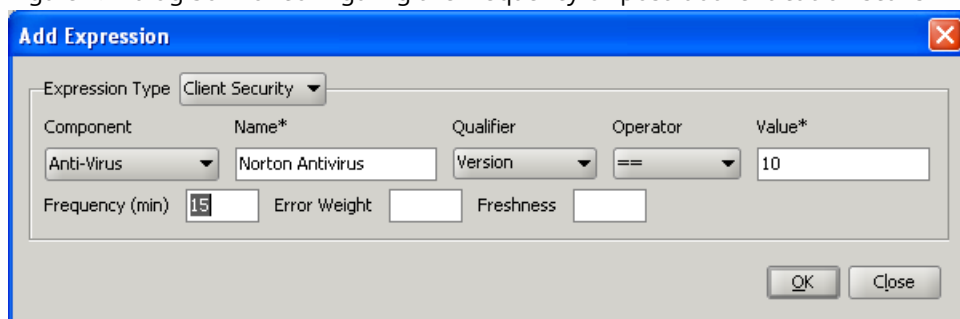 Add Expression
Expression Type Client Security
Component Name* Qualifier Operator Value*
Anti-Virus Norton Antivirus Version == 10
Frequency (min) 15 Error Weight Freshness
OK Close